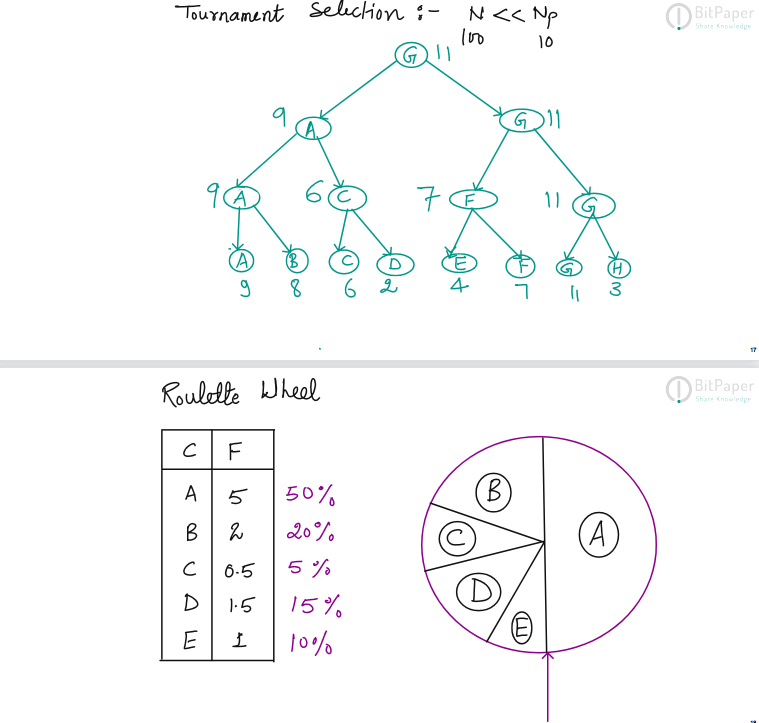 Tournament Selection :- N << Np
100 10
BitPaper
Share Knowledge
G 11
9 A G 11
9 A 6 C 7 F 11 G
A B C D E F G H
9 8 6 2 4 7 11 3
17
Roulette Wheel
BitPaper
Share Knowledge
C F
A 5 50%
B 2 20%
C 0.5 5%
D 1.5 15%
E 1 10%
B
A
C
D
E